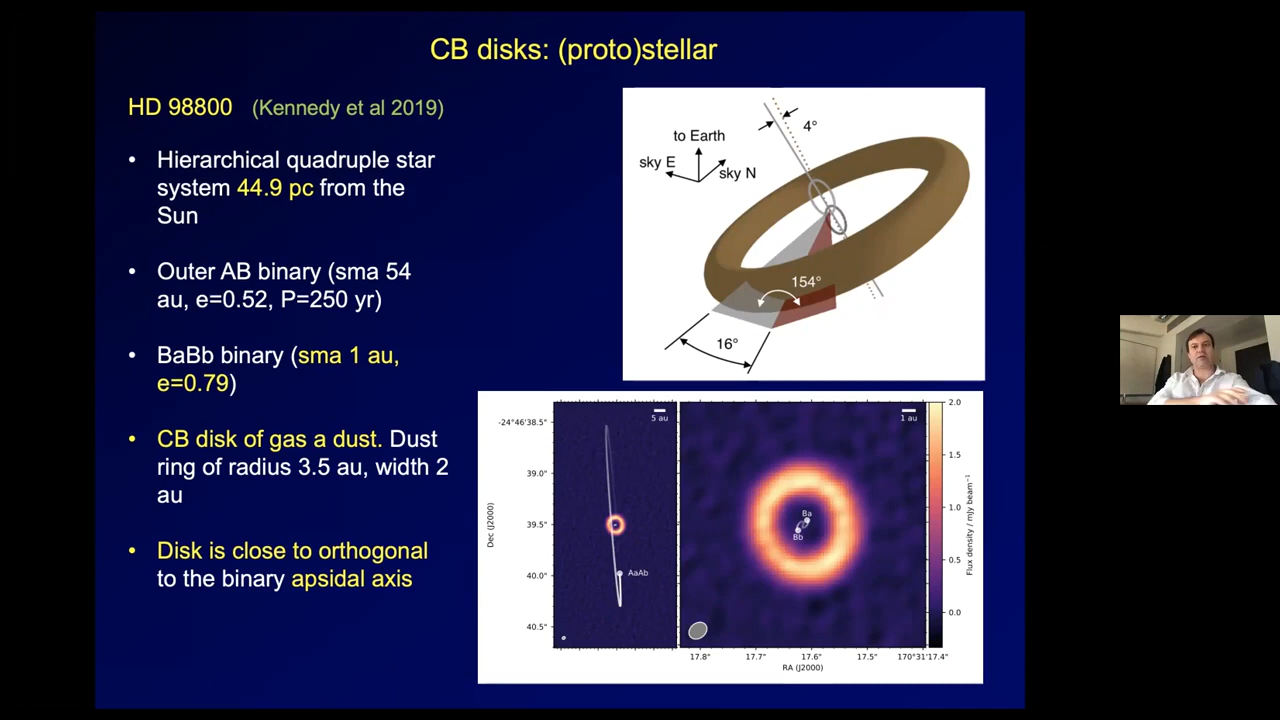 CB disks: (proto)stellar
HD 98800 (Kennedy et al 2019)
• Hierarchical quadruple star
system 44.9 pc from the
Sun
• Outer AB binary (sma 54
au, e=0.52, P=250 yr)
• BaBb binary (sma 1 au,
e=0.79)
• CB disk of gas a dust. Dust
ring of radius 3.5 au, width 2
au
• Disk is close to orthogonal
to the binary apsidal axis
4°
to Earth
sky E
sky N
154°
16°
-24°46'38.5"
39.0"
39.5"
40.0"
40.5"
Dec (J2000)
5 au
AaAb
1 au
Ba
Bb
17.8"
17.7"
17.6"
17.5"
170°31'17.4"
RA (J2000)
2.0
1.5
1.0
0.5
0.0
Flux density / mJy beam⁻¹